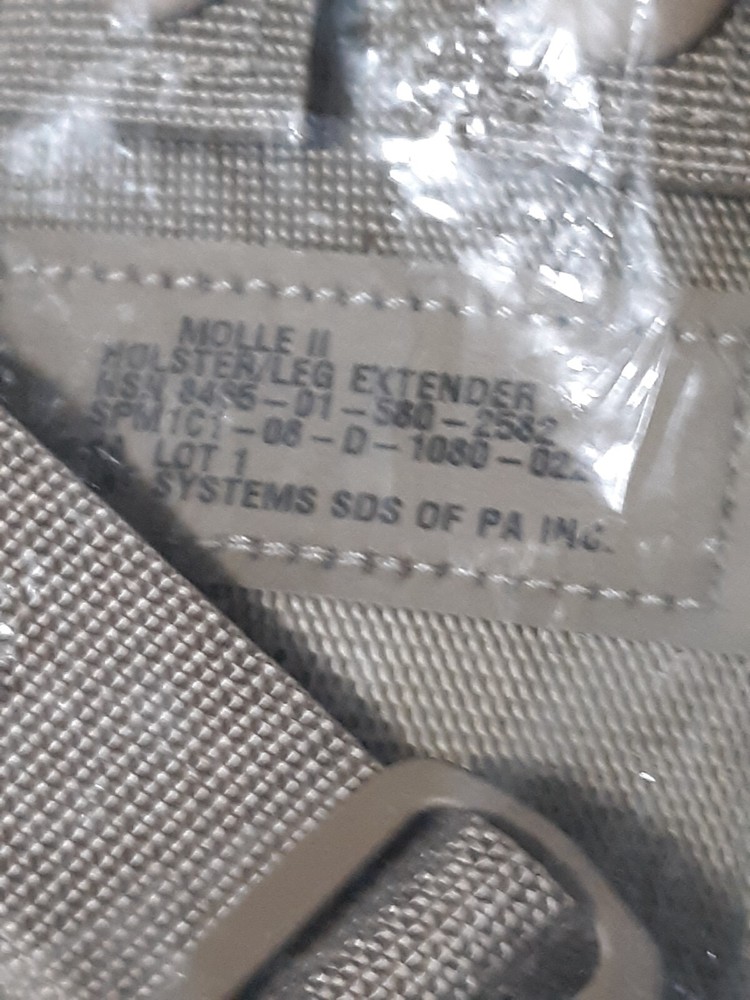 MOLLE II
HOLSTER/LEG EXTENDER
NSN 8465-01-580-2582
SPM1C1-08-D-1080-022
LOT 1
SYSTEMS SDS OF PA INC.